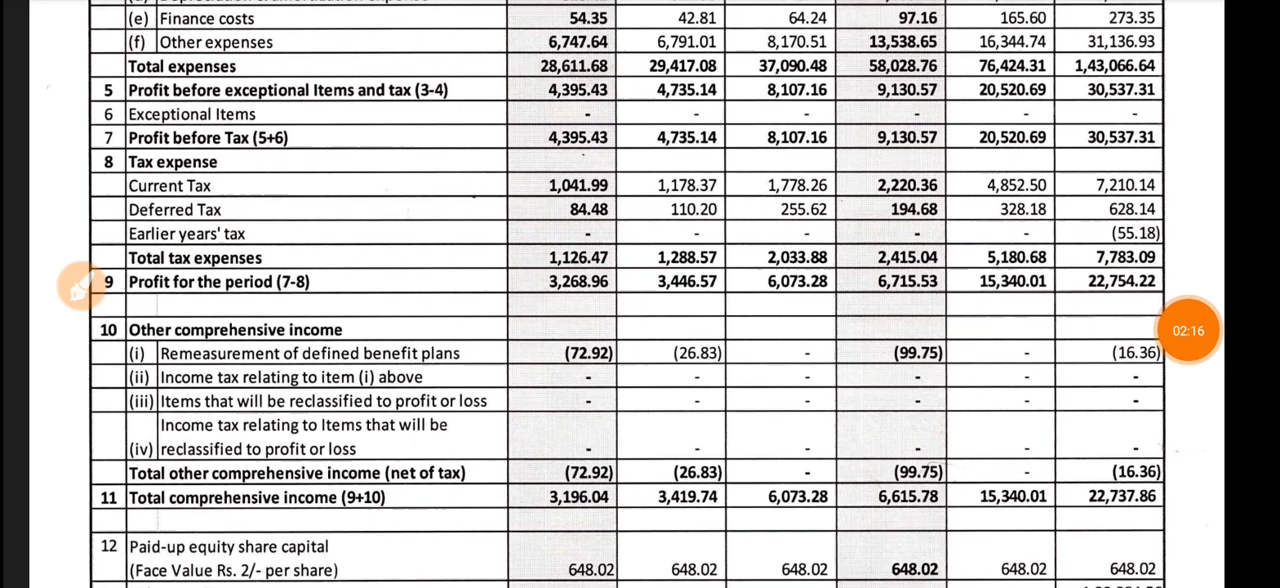 (e) Finance costs 54.35 42.81 64.24 97.16 165.60 273.35
(f) Other expenses 6,747.64 6,791.01 8,170.51 13,538.65 16,344.74 31,136.93
Total expenses 28,611.68 29,417.08 37,090.48 58,028.76 76,424.31 1,43,066.64
5 Profit before exceptional Items and tax (3-4) 4,395.43 4,735.14 8,107.16 9,130.57 20,520.69 30,537.31
6 Exceptional Items - - - - - -
7 Profit before Tax (5+6) 4,395.43 4,735.14 8,107.16 9,130.57 20,520.69 30,537.31
8 Tax expense
Current Tax 1,041.99 1,178.37 1,778.26 2,220.36 4,852.50 7,210.14
Deferred Tax 84.48 110.20 255.62 194.68 328.18 628.14
Earlier years' tax - - - - - (55.18)
Total tax expenses 1,126.47 1,288.57 2,033.88 2,415.04 5,180.68 7,783.09
9 Profit for the period (7-8) 3,268.96 3,446.57 6,073.28 6,715.53 15,340.01 22,754.22
10 Other comprehensive income
(i) Remeasurement of defined benefit plans (72.92) (26.83) - (99.75) - (16.36)
(ii) Income tax relating to item (i) above - - - - - -
(iii) Items that will be reclassified to profit or loss - - - - - -
Income tax relating to Items that will be
(iv) reclassified to profit or loss - - - - - -
Total other comprehensive income (net of tax) (72.92) (26.83) - (99.75) - (16.36)
11 Total comprehensive income (9+10) 3,196.04 3,419.74 6,073.28 6,615.78 15,340.01 22,737.86
12 Paid-up equity share capital
(Face Value Rs. 2/- per share) 648.02 648.02 648.02 648.02 648.02 648.02
02:16